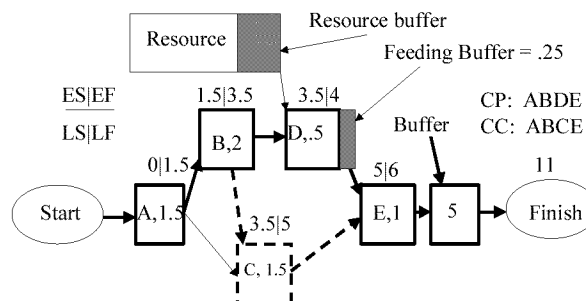 Resource buffer
Resource
Feeding Buffer = .25
ES|EF
1.5|3.5
3.5|4
LS|LF
CP: ABDE
CC: ABCE
B,2
D,.5
Buffer
0|1.5
5|6
11
Start
A,1.5
3.5|5
E,1
5
Finish
C, 1.5